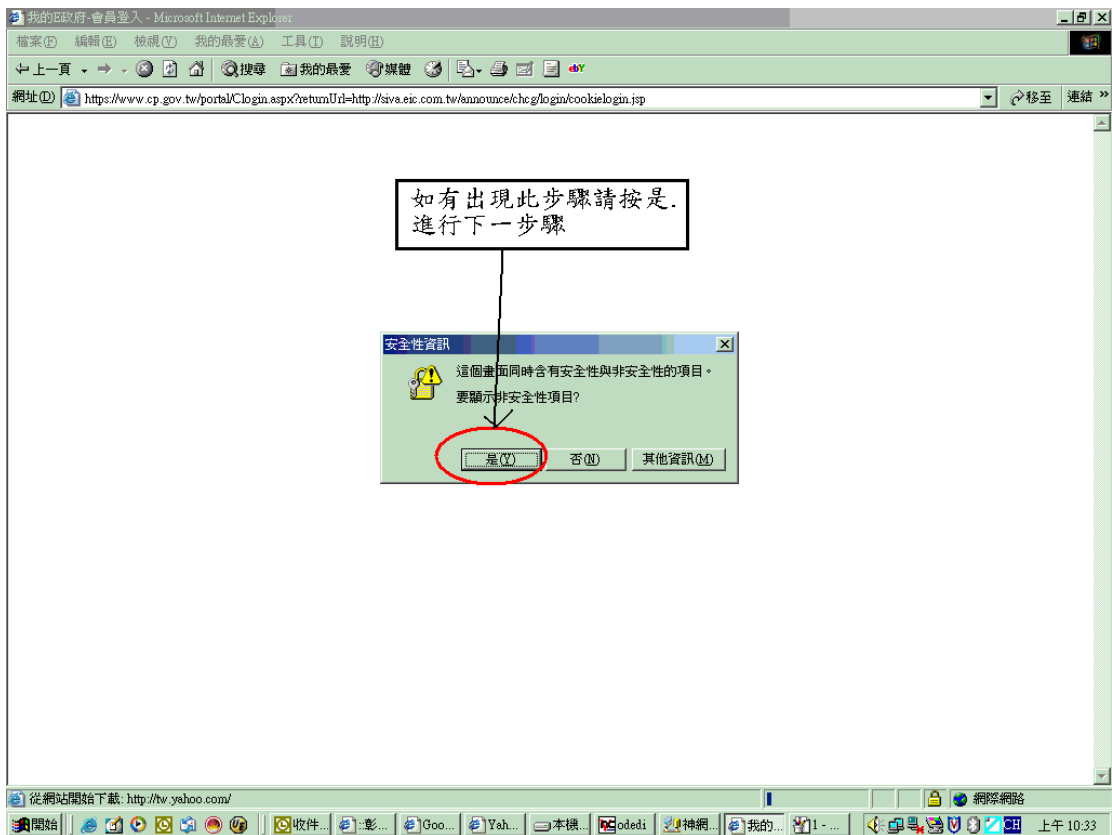 我的E政府-會員登入 - Microsoft Internet Explorer
檔案(F) 編輯(E) 檢視(V) 我的最愛(A) 工具(T) 說明(H)
上一頁 搜尋 我的最愛 媒體 ebY
網址(D) https://www.cp.gov.tw/portal/Clogin.aspx?returnUrl=http://siva.eic.com.tw/announce/chcg/login/cookielogin.jsp 移至 連結 »
如有出現此步驟請按是.
進行下一步驟
安全性資訊
這個畫面同時含有安全性與非安全性的項目。
要顯示非安全性項目?
是(Y) 否(N) 其他資訊(M)
從網站開始下載: http://tw.yahoo.com/ 網際網路
開始 收件... ::彰... Goo... Yah... 本機... odedi 神網... 我的... 1 - ... CH 上午 10:33